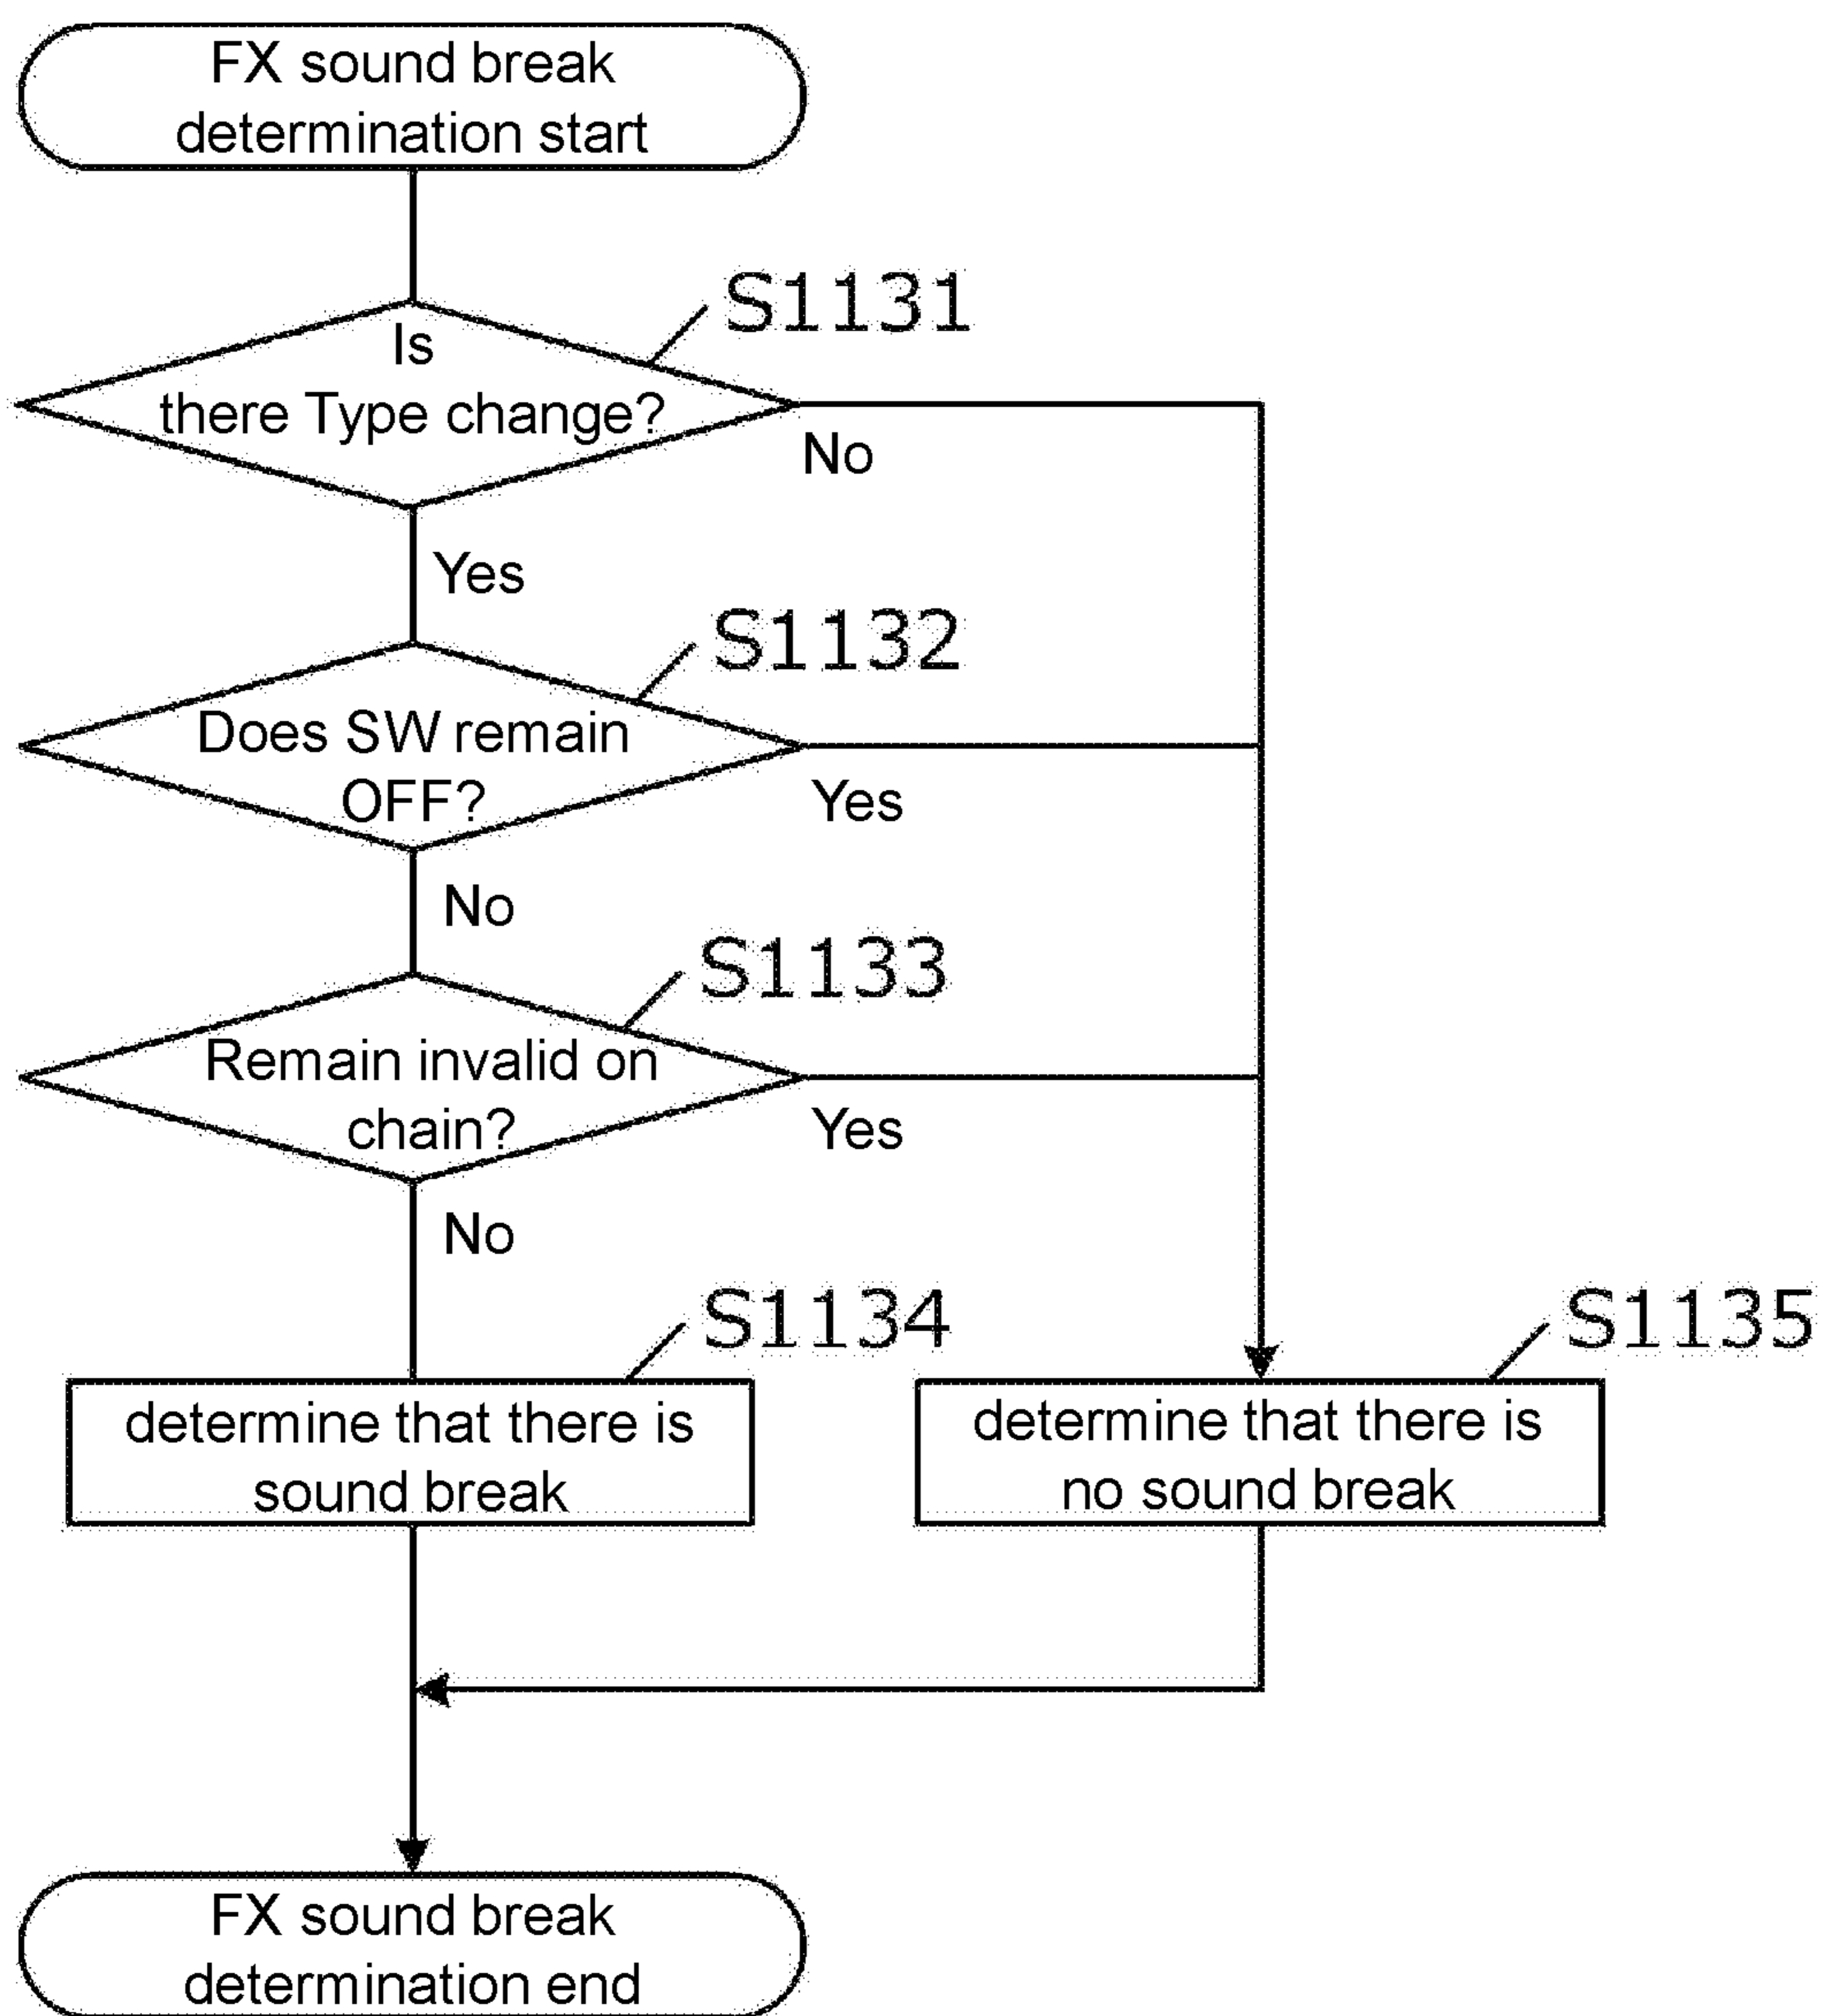 FX sound break
determination start
S1131
Is
there Type change?
No
Yes
S1132
Does SW remain
OFF?
Yes
No
S1133
Remain invalid on
chain?
Yes
No
S1134
S1135
determine that there is
sound break
determine that there is
no sound break
FX sound break
determination end